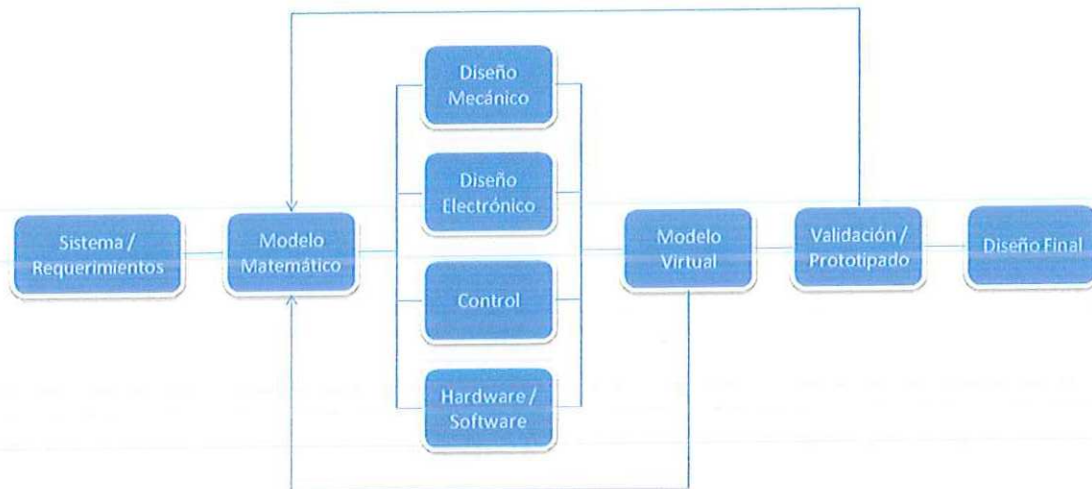 Sistema /
Requerimientos
Modelo
Matemático
Diseño
Mecánico
Diseño
Electrónico
Control
Hardware /
Software
Modelo
Virtual
Validación /
Prototipado
Diseño Final